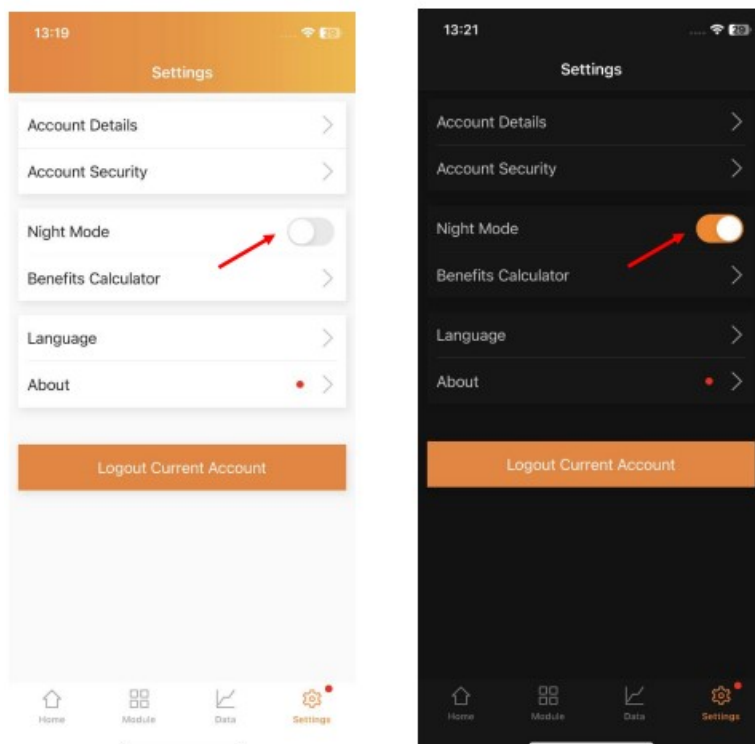 13:19
29
Settings
Account Details
Account Security
Night Mode
Benefits Calculator
Language
About
Logout Current Account
Home
Module
Data
Settings
13:21
29
Settings
Account Details
Account Security
Night Mode
Benefits Calculator
Language
About
Logout Current Account
Home
Module
Data
Settings